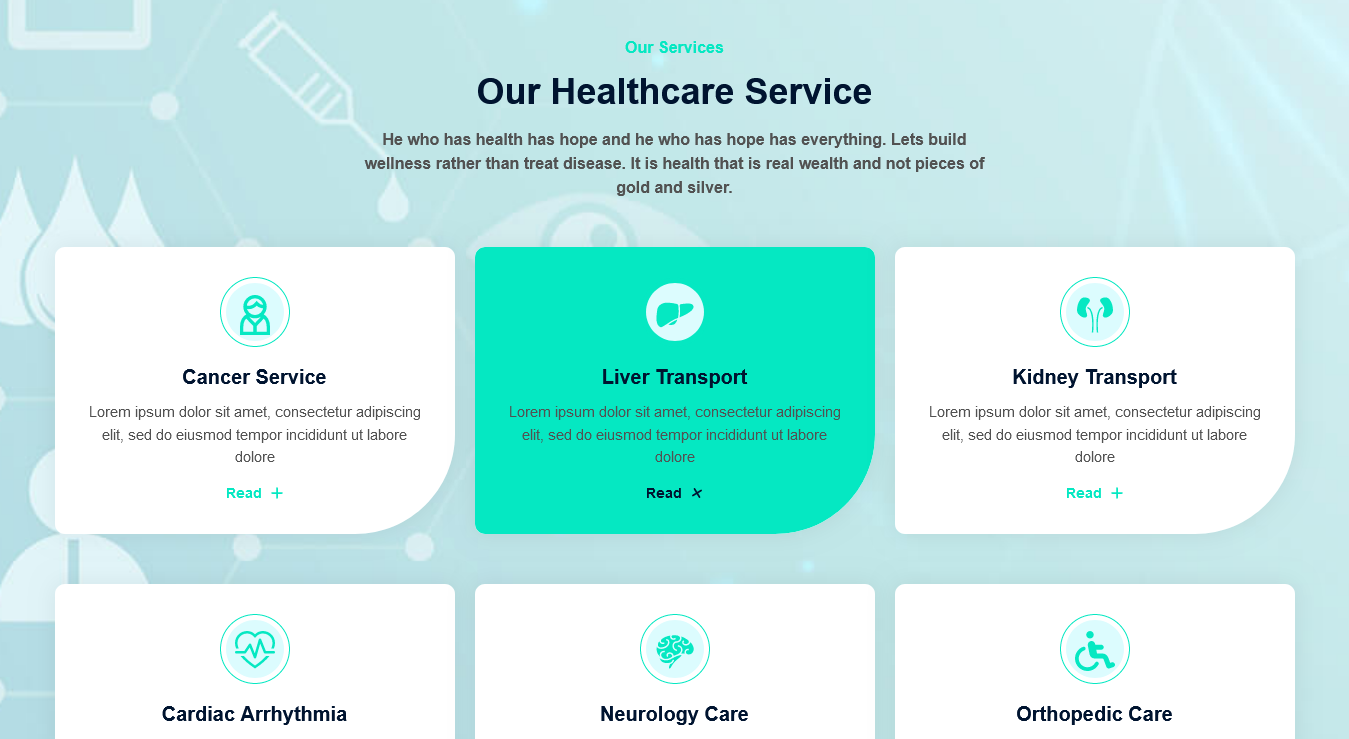 Our Services
Our Healthcare Service
He who has health has hope and he who has hope has everything. Lets build
wellness rather than treat disease. It is health that is real wealth and not pieces of
gold and silver.
Cancer Service
Lorem ipsum dolor sit amet, consectetur adipiscing
elit, sed do eiusmod tempor incididunt ut labore
dolore
Read +
Liver Transport
Lorem ipsum dolor sit amet, consectetur adipiscing
elit, sed do eiusmod tempor incididunt ut labore
dolore
Read
Kidney Transport
Lorem ipsum dolor sit amet, consectetur adipiscing
elit, sed do eiusmod tempor incididunt ut labore
dolore
Read +
Cardiac Arrhythmia
Neurology Care
Orthopedic Care